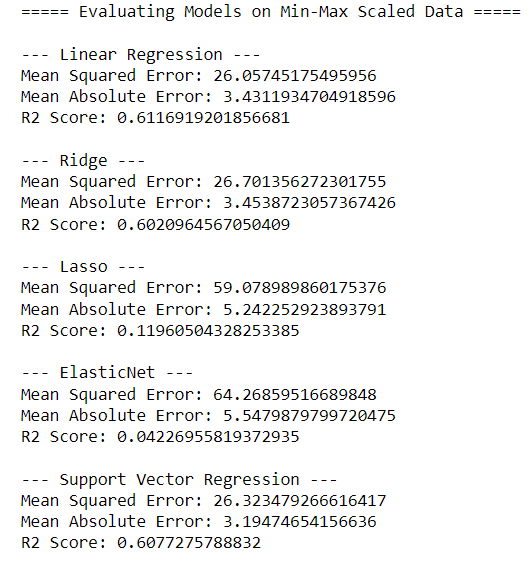 ===== Evaluating Models on Min-Max Scaled Data =====
--- Linear Regression ---
Mean Squared Error: 26.05745175495956
Mean Absolute Error: 3.4311934704918596
R2 Score: 0.6116919201856681
--- Ridge ---
Mean Squared Error: 26.701356272301755
Mean Absolute Error: 3.4538723057367426
R2 Score: 0.6020964567050409
--- Lasso ---
Mean Squared Error: 59.078989860175376
Mean Absolute Error: 5.242252923893791
R2 Score: 0.11960504328253385
--- ElasticNet ---
Mean Squared Error: 64.26859516689848
Mean Absolute Error: 5.5479879799720475
R2 Score: 0.04226955819372935
--- Support Vector Regression ---
Mean Squared Error: 26.323479266616417
Mean Absolute Error: 3.19474654156636
R2 Score: 0.6077275788832